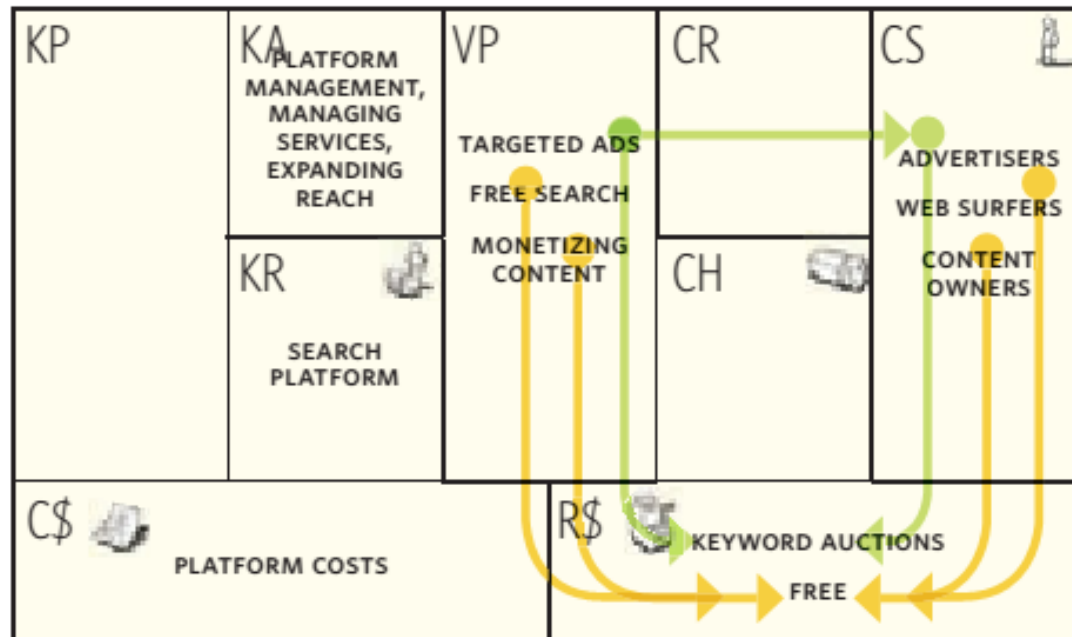 KP
KA
PLATFORM
MANAGEMENT,
MANAGING
SERVICES,
EXPANDING
REACH
KR
SEARCH
PLATFORM
VP
TARGETED ADS
FREE SEARCH
MONETIZING
CONTENT
CR
CH
CS
ADVERTISERS
WEB SURFERS
CONTENT
OWNERS
C$
PLATFORM COSTS
R$
KEYWORD AUCTIONS
FREE